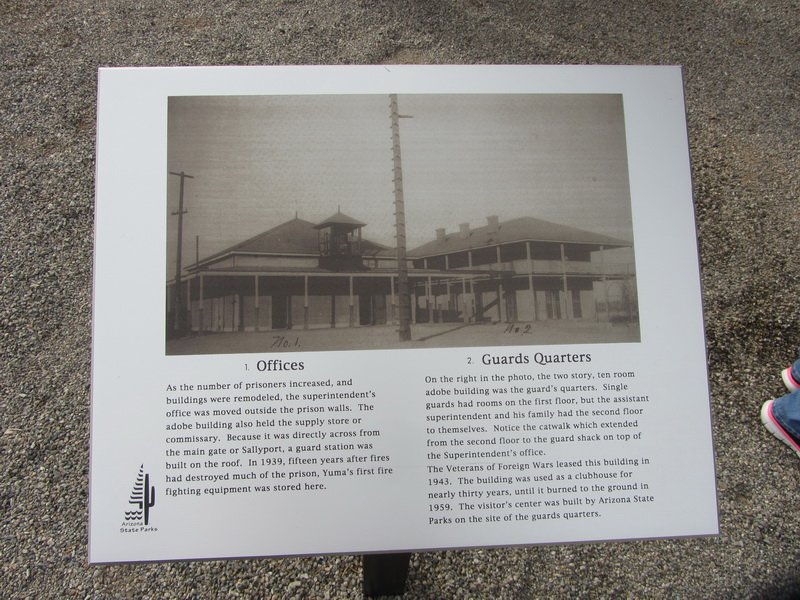 No. 1.
No 2
1. Offices
As the number of prisoners increased, and
buildings were remodeled, the superintendent's
office was moved outside the prison walls. The
adobe building also held the supply store or
commissary. Because it was directly across from
the main gate or Sallyport, a guard station was
built on the roof. In 1939, fifteen years after fires
had destroyed much of the prison, Yuma's first fire
fighting equipment was stored here.
2. Guards Quarters
On the right in the photo, the two story, ten room
adobe building was the guard's quarters. Single
guards had rooms on the first floor, but the assistant
superintendent and his family had the second floor
to themselves. Notice the catwalk which extended
from the second floor to the guard shack on top of
the Superintendent's office.
The Veterans of Foreign Wars leased this building in
1943. The building was used as a clubhouse for
nearly thirty years, until it burned to the ground in
1959. The visitor's center was built by Arizona State
Parks on the site of the guards quarters.
Arizona
State Parks